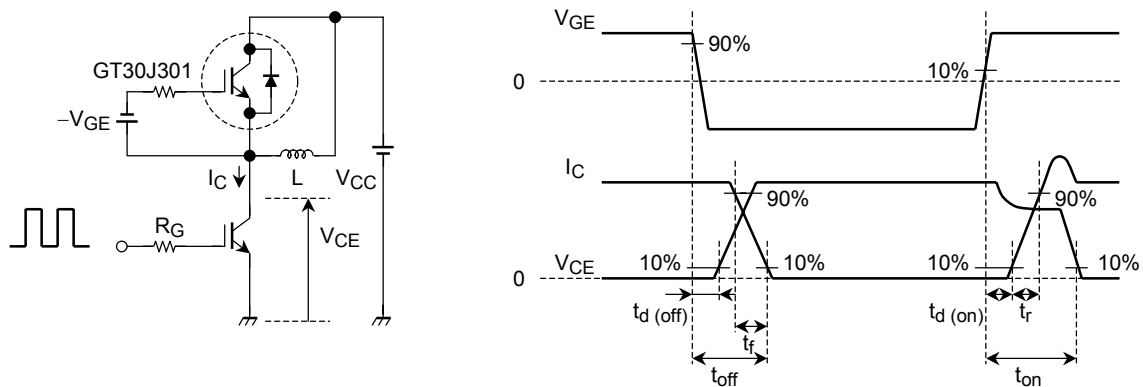 GT30J301
−VGE
IC
L
VCC
RG
VCE
VGE
90%
10%
0
IC
90%
VCE
10%
10%
10%
10%
0
td (off)
td (on)
tr
tf
toff
ton